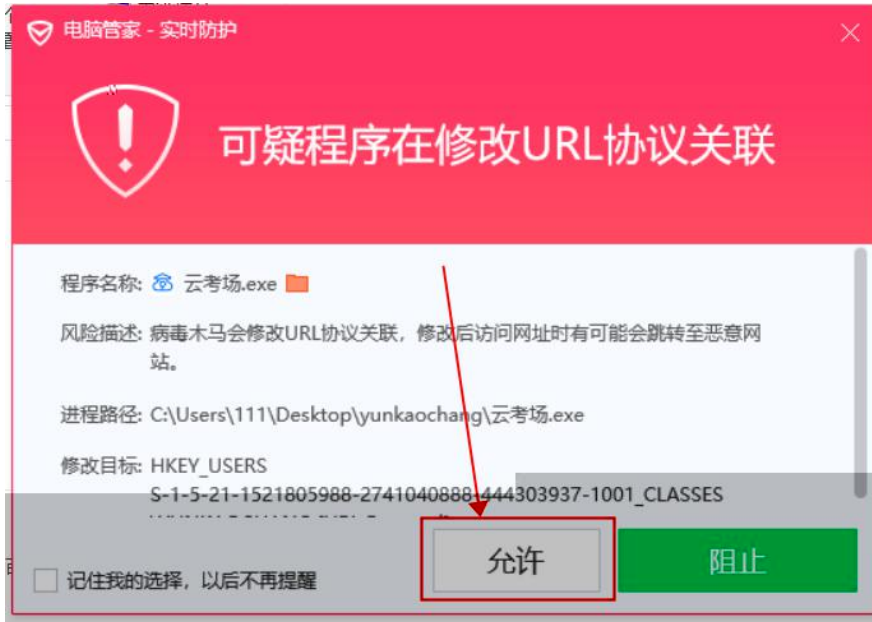 电脑管家 - 实时防护
可疑程序在修改URL协议关联
程序名称: 云考场.exe
风险描述: 病毒木马会修改URL协议关联，修改后访问网址时有可能会跳转至恶意网
站。
进程路径: C:\Users\111\Desktop\yunkaochang\云考场.exe
修改目标: HKEY_USERS
S-1-5-21-1521805988-2741040888-444303937-1001_CLASSES
记住我的选择，以后不再提醒
允许
阻止